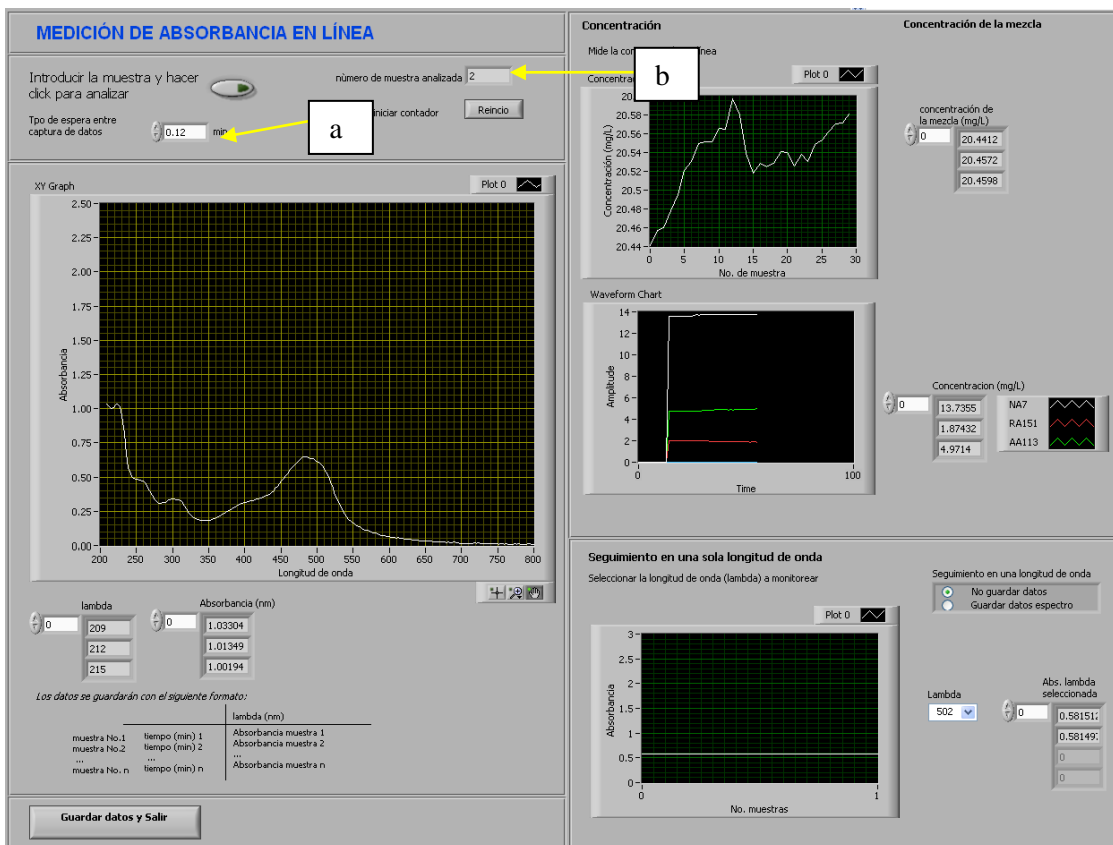 MEDICIÓN DE ABSORBANCIA EN LÍNEA
Introducir la muestra y hacer
click para analizar
número de muestra analizada 2
iniciar contador
Reincio
Tpo de espera entre
captura de datos
0.12
min
a
b
XY Graph
Plot 0
2.50
2.25
2.00
1.75
1.50
1.25
1.00
0.75
0.50
0.25
0.00
Absorbancia
200 250 300 350 400 450 500 550 600 650 700 750 800
Longitud de onda
lambda
0
209
212
215
Absorbancia (nm)
0
1.03304
1.01349
1.00194
Los datos se guardarán con el siguiente formato:
lambda (nm)
muestra No.1 tiempo (min) 1 Absorbancia muestra 1
muestra No.2 tiempo (min) 2 Absorbancia muestra 2
... ... ...
muestra No. n tiempo (min) n Absorbancia muestra n
Guardar datos y Salir
Concentración
Mide la
Plot 0
20.58
20.56
20.54
20.52
20.5
20.48
20.46
20.44
Concentración (mg/L)
0 5 10 15 20 25 30
No. de muestra
Concentración de la mezcla
concentración de
la mezcla (mg/L)
0
20.4412
20.4572
20.4598
Waveform Chart
14
12
10
8
6
4
2
0
Amplitude
0 100
Time
Concentracion (mg/L)
0
13.7355
1.87432
4.9714
NA7
RA151
AA113
Seguimiento en una sola longitud de onda
Seleccionar la longitud de onda (lambda) a monitorear
Plot 0
3
2.5
2
1.5
1
0.5
0
Absorbancia
0 1
No. muestras
Seguimiento en una longitud de onda
No guardar datos
Guardar datos espectro
Lambda
502
Abs. lambda
seleccionada
0
0.58151
0.58149
0
0